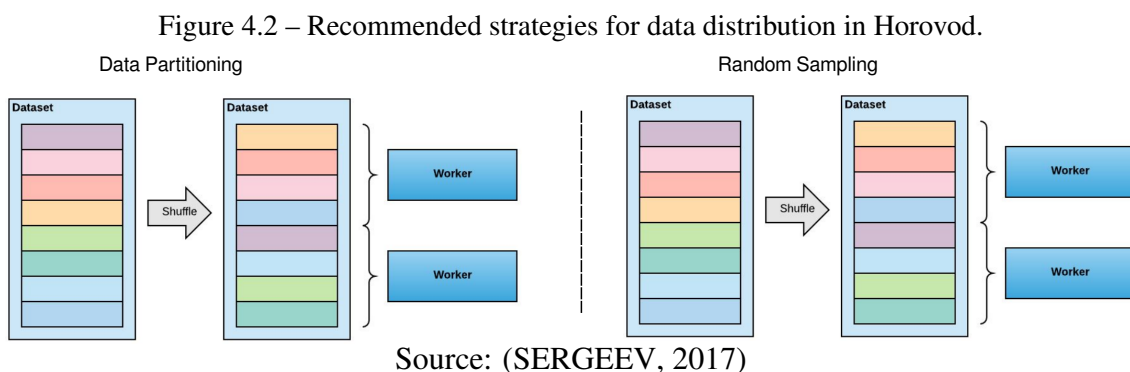 Figure 4.2 – Recommended strategies for data distribution in Horovod.
Data Partitioning
Dataset
Shuffle
Dataset
Worker
Worker
Random Sampling
Dataset
Shuffle
Dataset
Worker
Worker
Source: (SERGEEV, 2017)